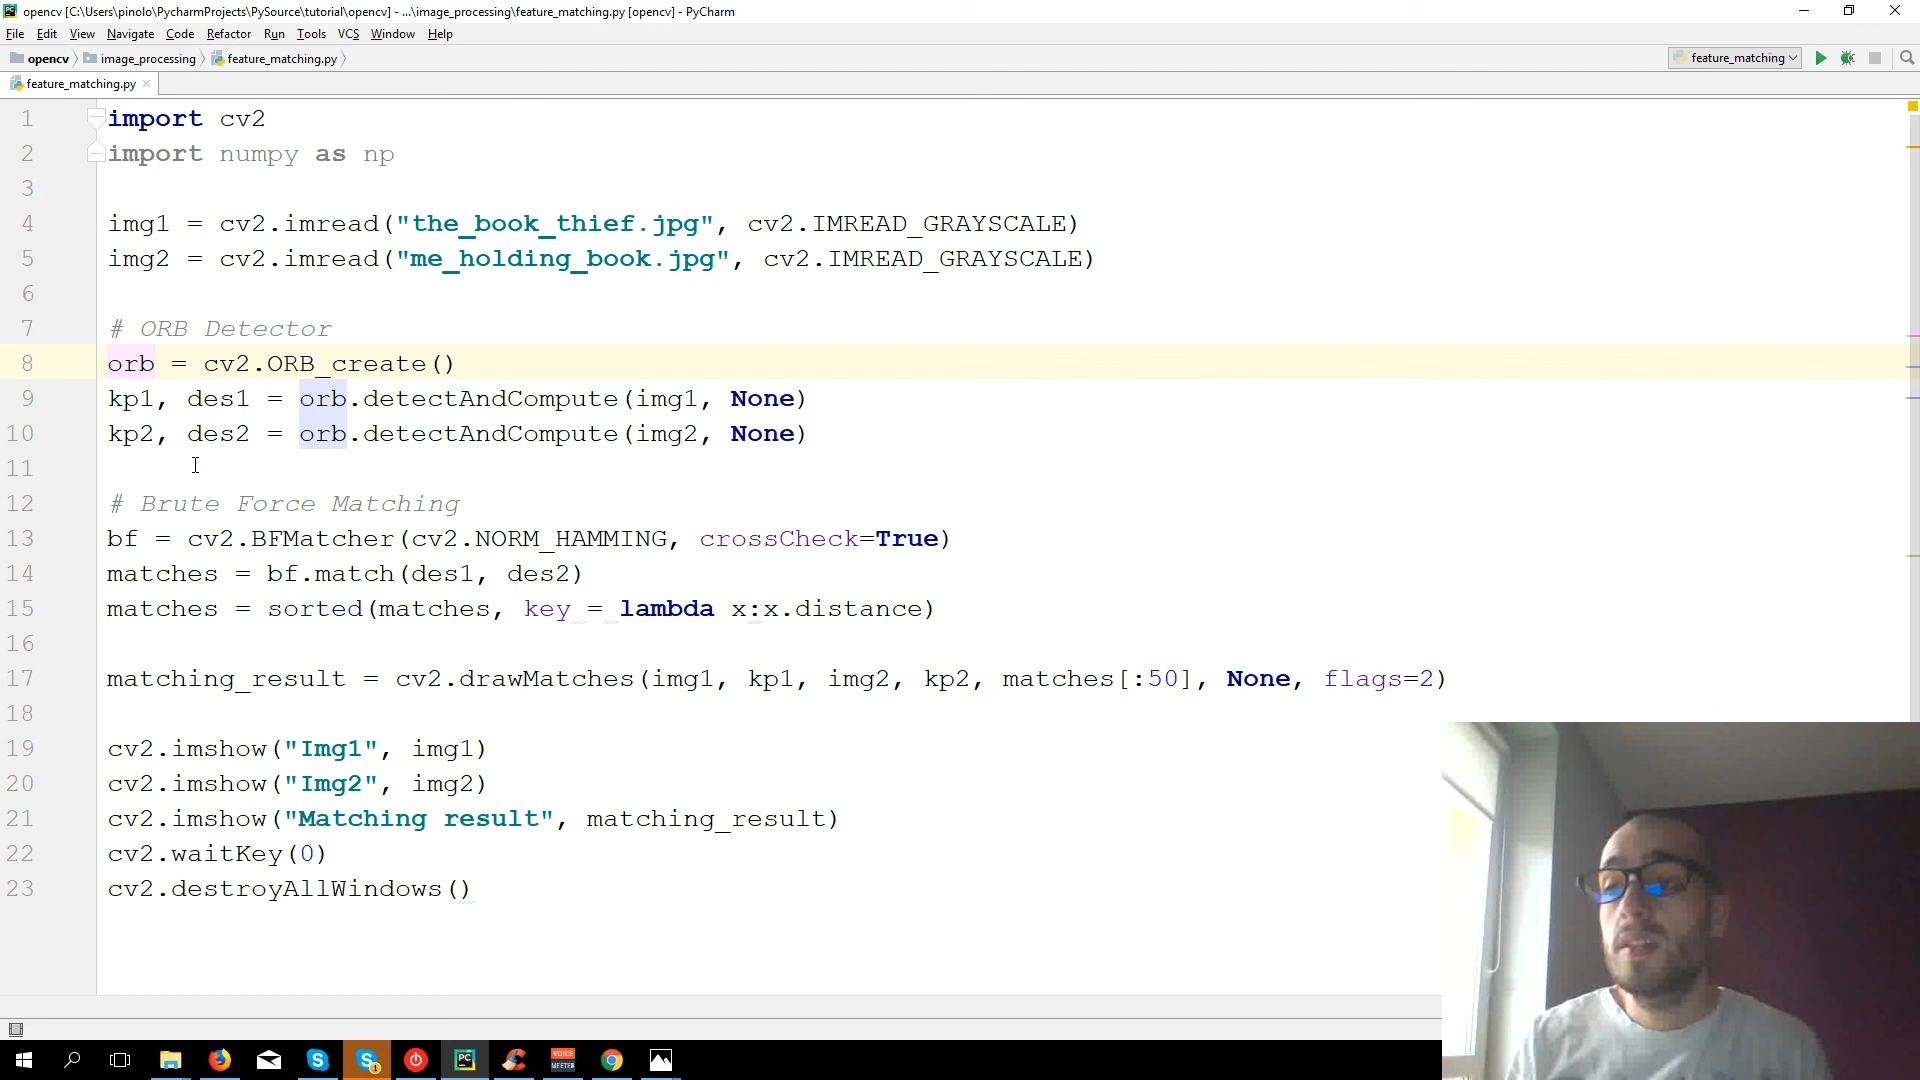 opencv [C:\Users\pinolo\PycharmProjects\PySource\tutorial\opencv] - ...\image_processing\feature_matching.py [opencv] - PyCharm
File Edit View Navigate Code Refactor Run Tools VCS Window Help
opencv image_processing feature_matching.py feature_matching
feature_matching.py
1 import cv2
2 import numpy as np
3
4 img1 = cv2.imread("the_book_thief.jpg", cv2.IMREAD_GRAYSCALE)
5 img2 = cv2.imread("me_holding_book.jpg", cv2.IMREAD_GRAYSCALE)
6
7 # ORB Detector
8 orb = cv2.ORB_create()
9 kp1, des1 = orb.detectAndCompute(img1, None)
10 kp2, des2 = orb.detectAndCompute(img2, None)
11
12 # Brute Force Matching
13 bf = cv2.BFMatcher(cv2.NORM_HAMMING, crossCheck=True)
14 matches = bf.match(des1, des2)
15 matches = sorted(matches, key = lambda x:x.distance)
16
17 matching_result = cv2.drawMatches(img1, kp1, img2, kp2, matches[:50], None, flags=2)
18
19 cv2.imshow("Img1", img1)
20 cv2.imshow("Img2", img2)
21 cv2.imshow("Matching result", matching_result)
22 cv2.waitKey(0)
23 cv2.destroyAllWindows()
PC
VOICE
MEETER
1